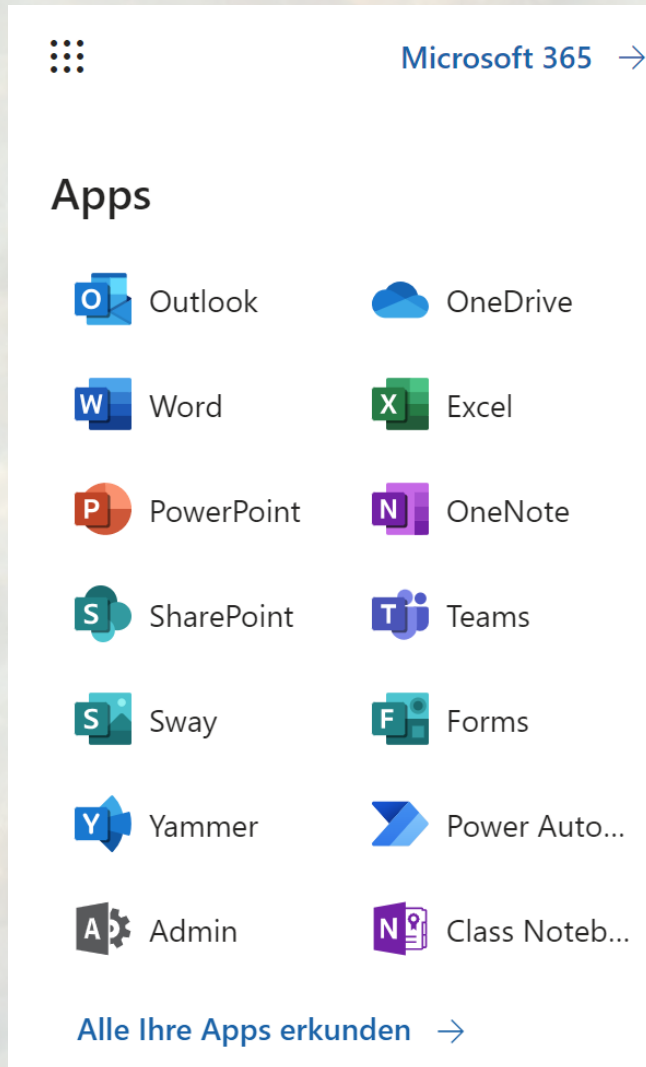 Microsoft 365
Apps
Outlook OneDrive
Word Excel
PowerPoint OneNote
SharePoint Teams
Sway Forms
Yammer Power Auto...
Admin Class Noteb...
Alle Ihre Apps erkunden